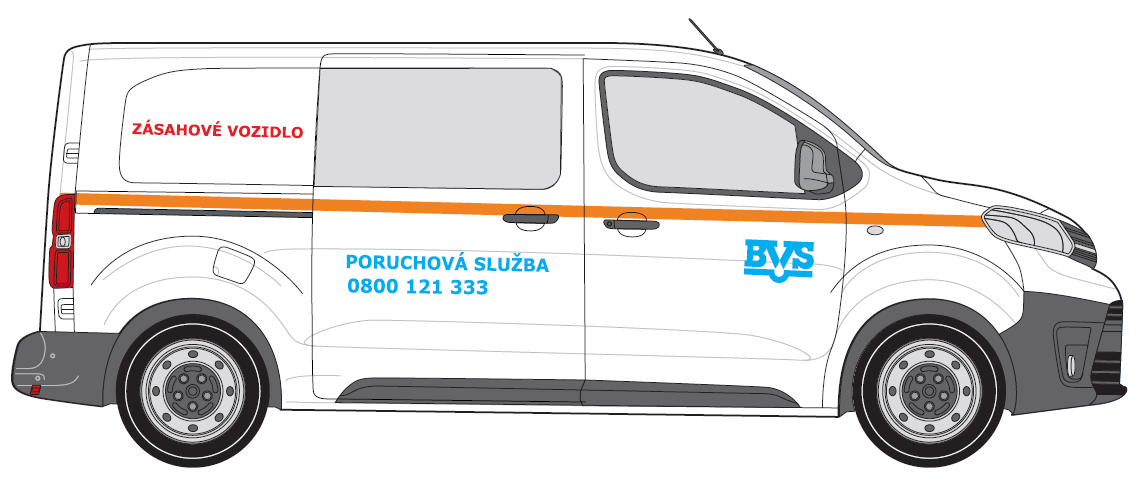 ZÁSAHOVÉ VOZIDLO
PORUCHOVÁ SLUŽBA
0800 121 333
BVS